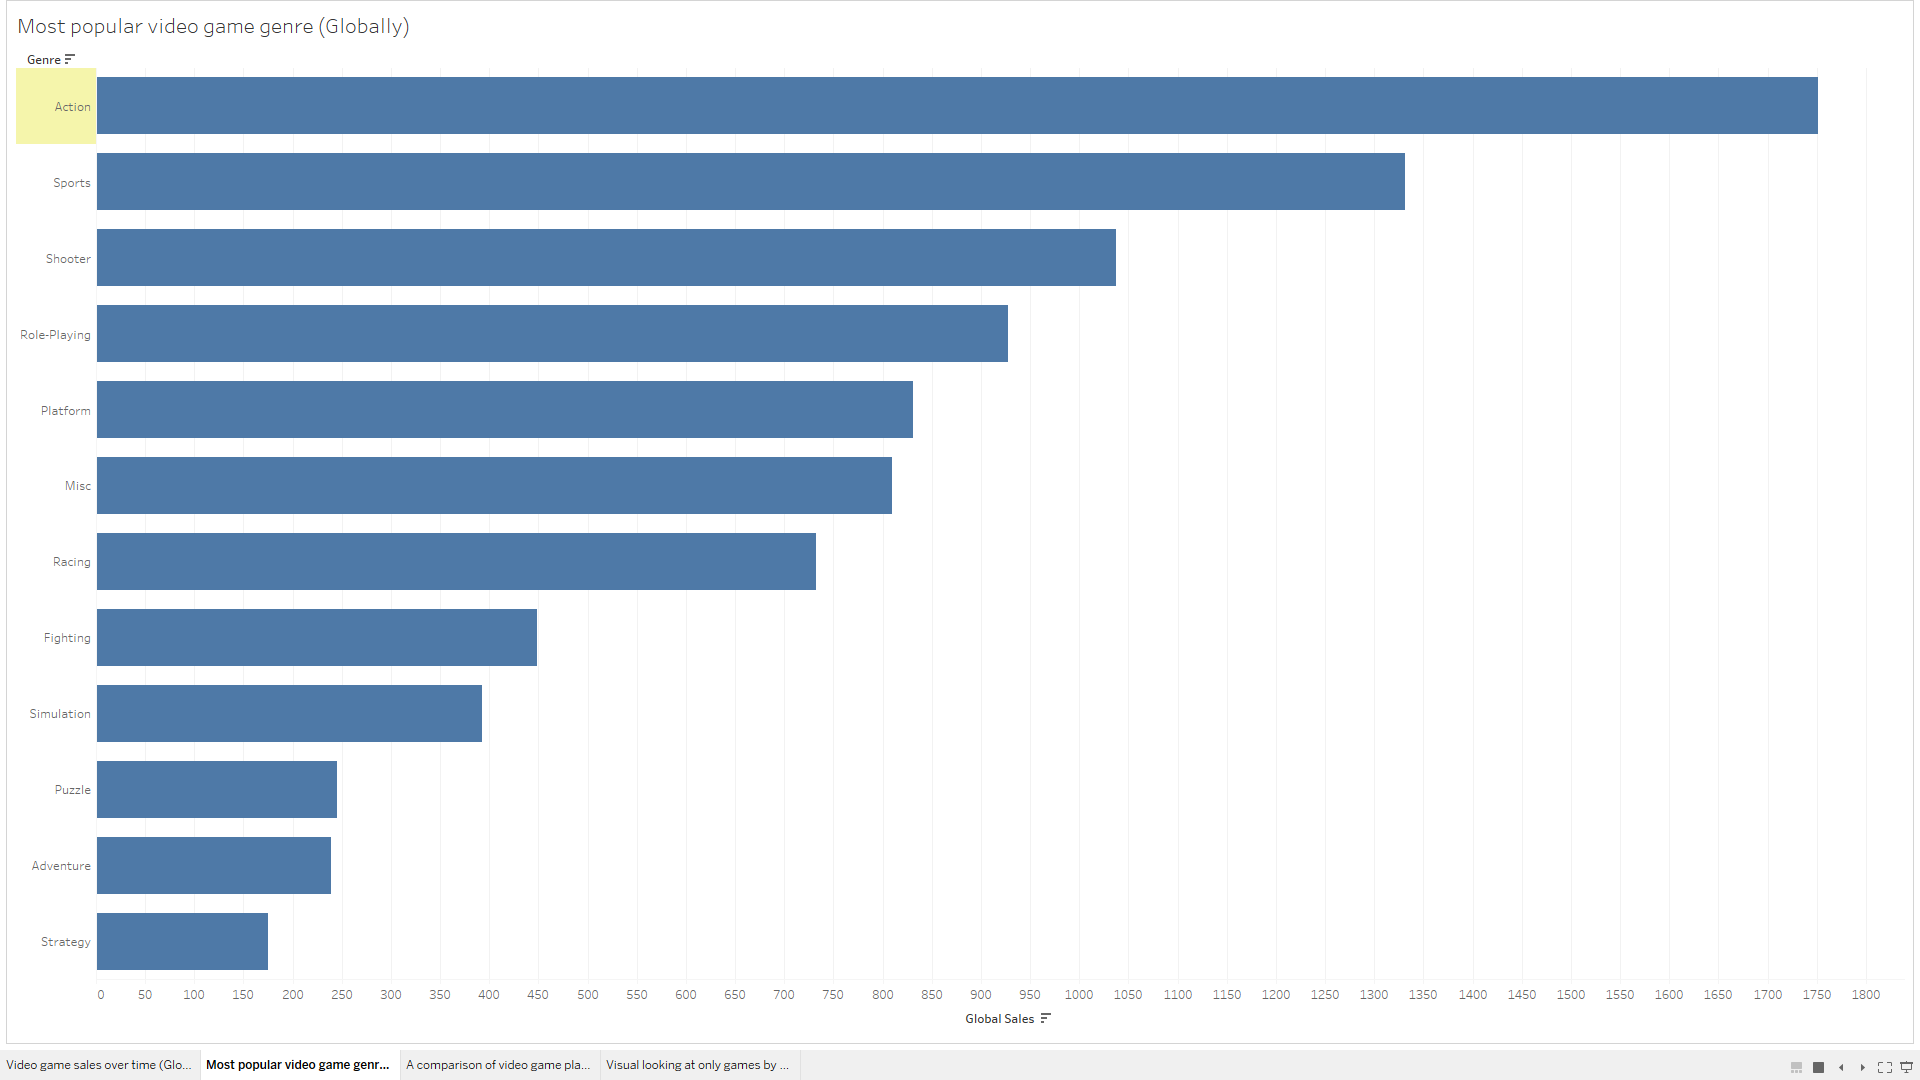 Most popular video game genre (Globally)
Genre
Action
Sports
Shooter
Role-Playing
Platform
Misc
Racing
Fighting
Simulation
Puzzle
Adventure
Strategy
0 50 100 150 200 250 300 350 400 450 500 550 600 650 700 750 800 850 900 950 1000 1050 1100 1150 1200 1250 1300 1350 1400 1450 1500 1550 1600 1650 1700 1750 1800
Global Sales
Video game sales over time (Glo... Most popular video game genr... A comparison of video game pla... Visual looking at only games by ...